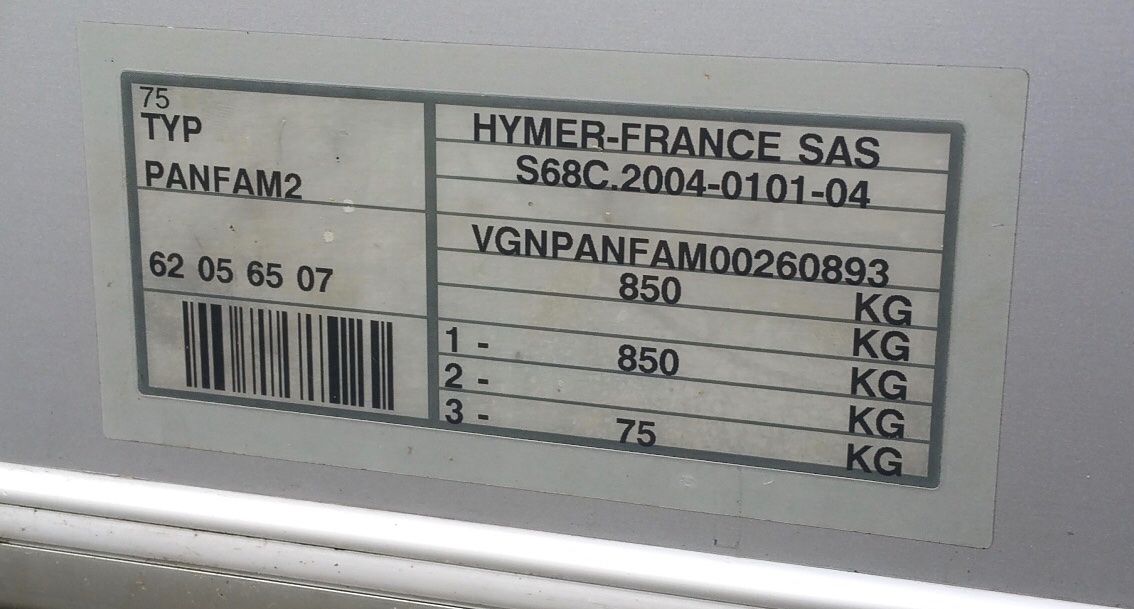 75
TYP
PANFAM2
62 05 65 07
HYMER-FRANCE SAS
S68C.2004-0101-04
VGNPANFAM00260893
850 KG
KG
1 - 850 KG
2 - KG
3 - 75 KG